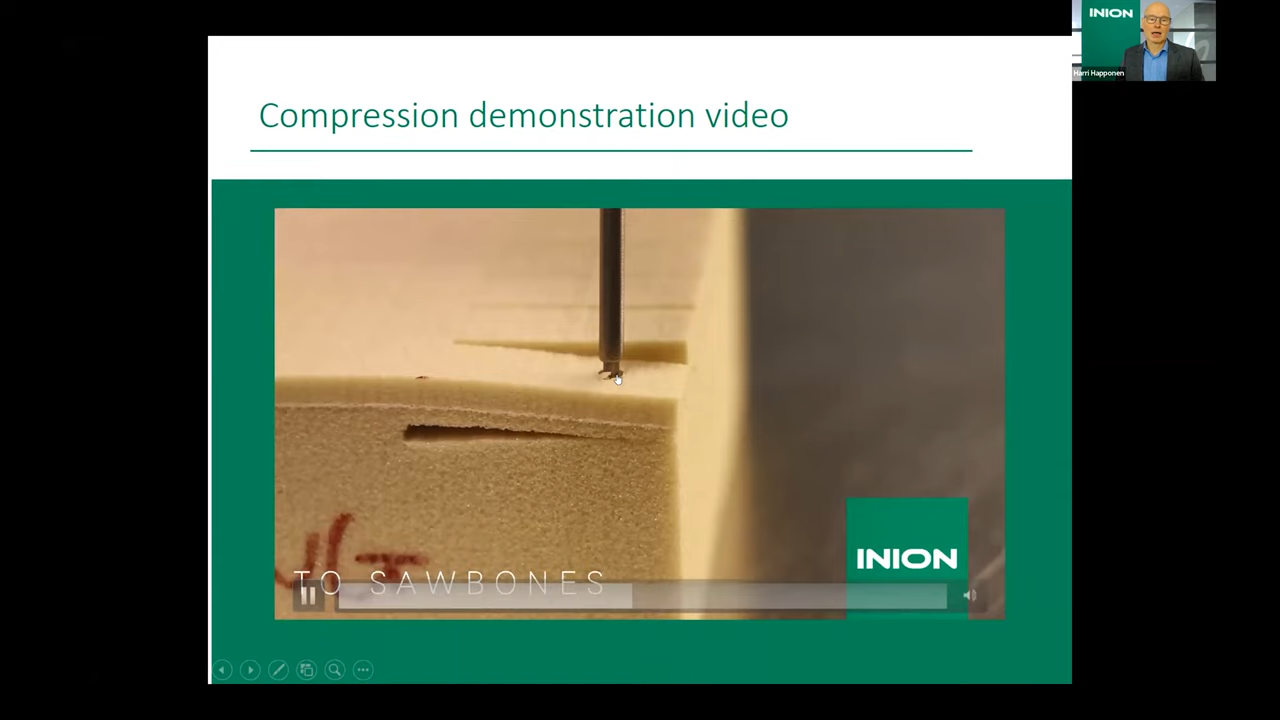 INION
Harri Happonen
Compression demonstration video
TO SAWBONES
INION